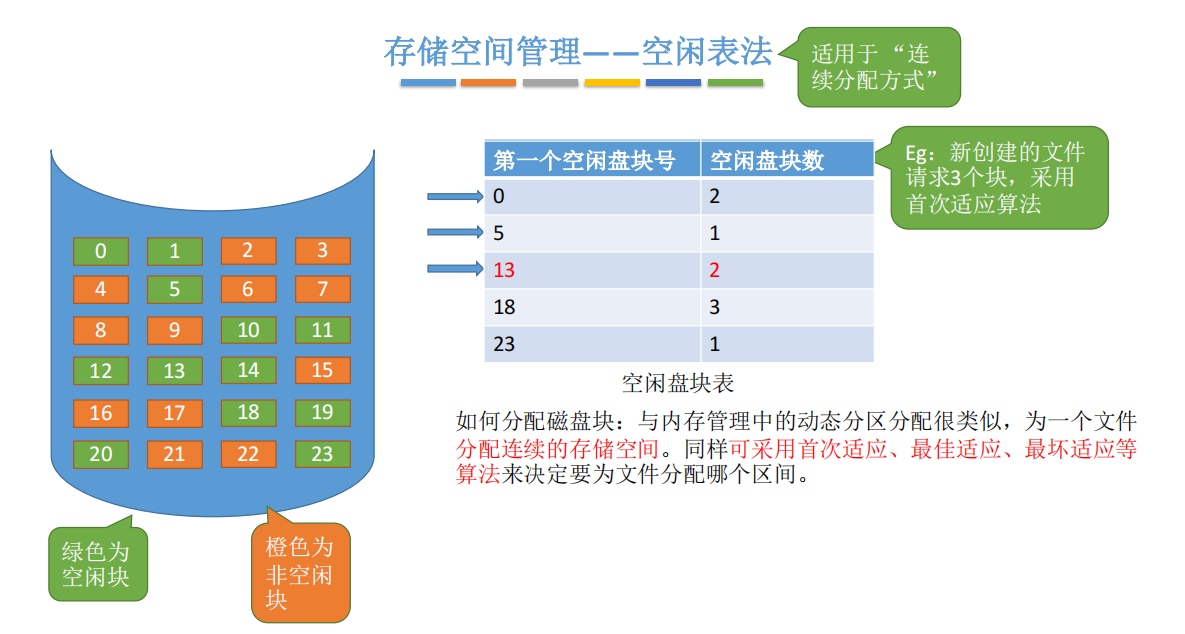 存储空间管理——空闲表法
适用于 “连
续分配方式”
第一个空闲盘块号 空闲盘块数
0 2
5 1
13 2
18 3
23 1
空闲盘块表
Eg：新创建的文件
请求3个块，采用
首次适应算法
0 1 2 3
4 5 6 7
8 9 10 11
12 13 14 15
16 17 18 19
20 21 22 23
绿色为
空闲块
橙色为
非空闲
块
如何分配磁盘块：与内存管理中的动态分区分配很类似，为一个文件
分配连续的存储空间。同样可采用首次适应、最佳适应、最坏适应等
算法来决定要为文件分配哪个区间。